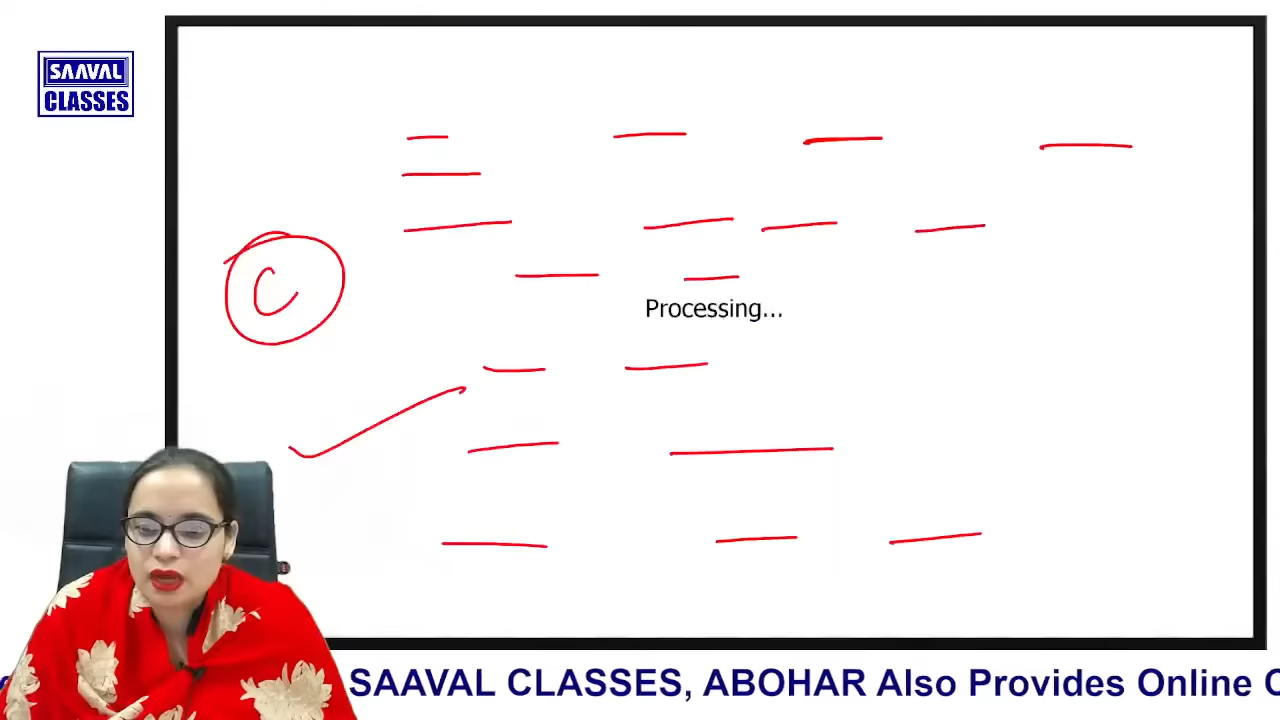 SAAVAL
CLASSES
C
Processing...
SAAVAL CLASSES, ABOHAR Also Provides Online